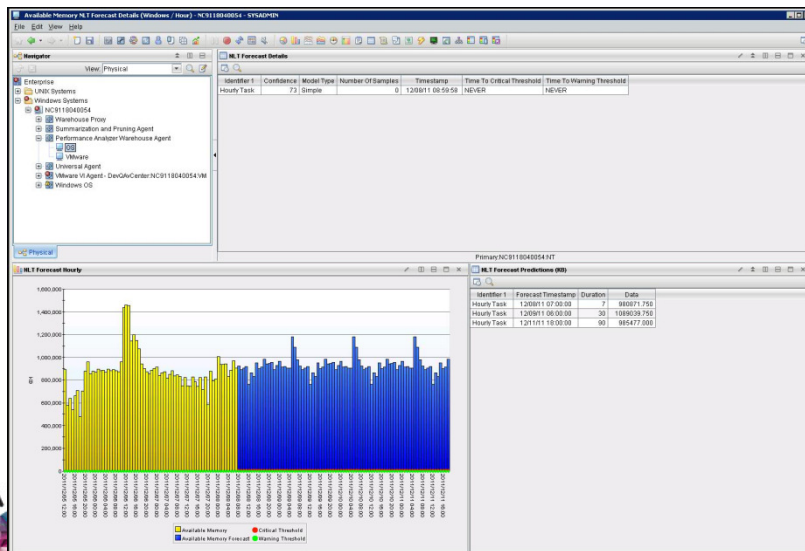 Available Memory NLT Forecast Details (Windows / Hour) - NC9118040054 - SYSADMIN
File Edit View Help
Navigator
View: Physical
Enterprise
UNIX Systems
Windows Systems
NC9118040054
Warehouse Proxy
Summarization and Pruning Agent
Performance Analyzer Warehouse Agent
OS
VMware
Universal Agent
VMware VI Agent - DevQAvCenter:NC9118040054:VM
Windows OS
Physical
NLT Forecast Details
Identifier 1 Confidence Model Type Number Of Samples Timestamp Time To Critical Threshold Time To Warning Threshold
Hourly Task 73 Simple 0 12/08/11 08:59:58 NEVER NEVER
Primary:NC9118040054:NT
NLT Forecast Hourly
1,600,000
1,400,000
1,200,000
1,000,000
800,000
600,000
400,000
200,000
0
Available Memory
Critical Threshold
Available Memory Forecast
Warning Threshold
NLT Forecast Predictions (KB)
Identifier 1 Forecast Timestamp Duration Data
Hourly Task 12/08/11 07:00:00 7 980871.750
Hourly Task 12/09/11 06:00:00 30 1089039.750
Hourly Task 12/11/11 18:00:00 90 985477.000